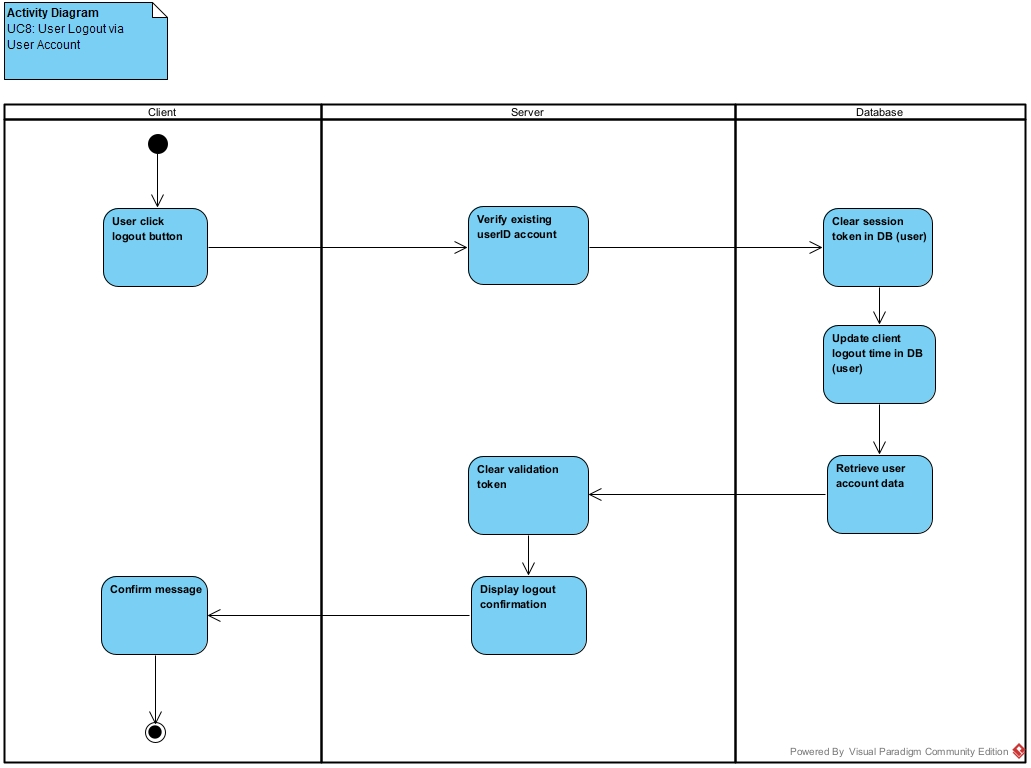 Activity Diagram
UC8: User Logout via
User Account
Client
Server
Database
User click
logout button
Verify existing
userID account
Clear session
token in DB (user)
Update client
logout time in DB
(user)
Retrieve user
account data
Clear validation
token
Display logout
confirmation
Confirm message
Powered By Visual Paradigm Community Edition